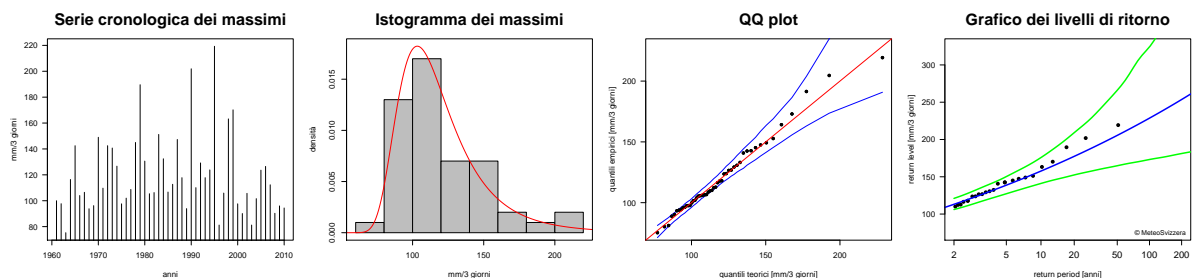 Serie cronologica dei massimi
mm/3 giorni
220
200
180
160
140
120
100
80
1960 1970 1980 1990 2000 2010
anni
Istogramma dei massimi
densità
0.015
0.010
0.005
0.000
100 150 200
mm/3 giorni
QQ plot
quantili empirici [mm/3 giorni]
200
150
100
100 150 200
quantili teorici [mm/3 giorni]
Grafico dei livelli di ritorno
return level [mm/3 giorni]
300
250
200
150
100
© MeteoSvizzera
2 5 10 20 50 100 200
return period [anni]